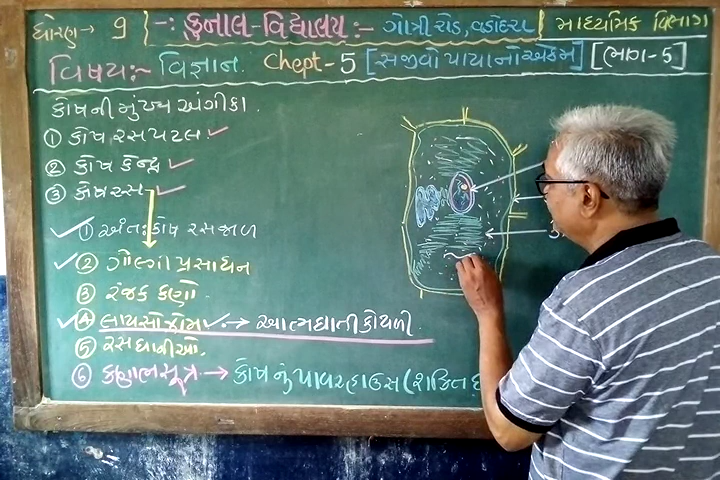 ધોરણ → 9 -: કુનાલ-વિદ્યાલય :- ગોત્રી રોડ, વડોદરા માધ્યમિક વિભાગ
વિષય:- વિજ્ઞાન. Chept-5 [સજીવો પાયાનો એકમ] [ભાગ-5]
કોષની મુખ્ય અંગીકા.
① કોષ રસપટલ.
② કોષ કેન્દ્ર
③ કોષરસ
① અંતઃકોષ રસજાળ
② ગોલ્ગી પ્રસાધન
③ રંજક કણો.
④ લાયસોઝોમ → આત્મઘાતી કોથળી.
⑤ રસધાનીઓ.
⑥ કણાભસૂત્ર → કોષ નું પાવરહાઉસ (શક્તિ